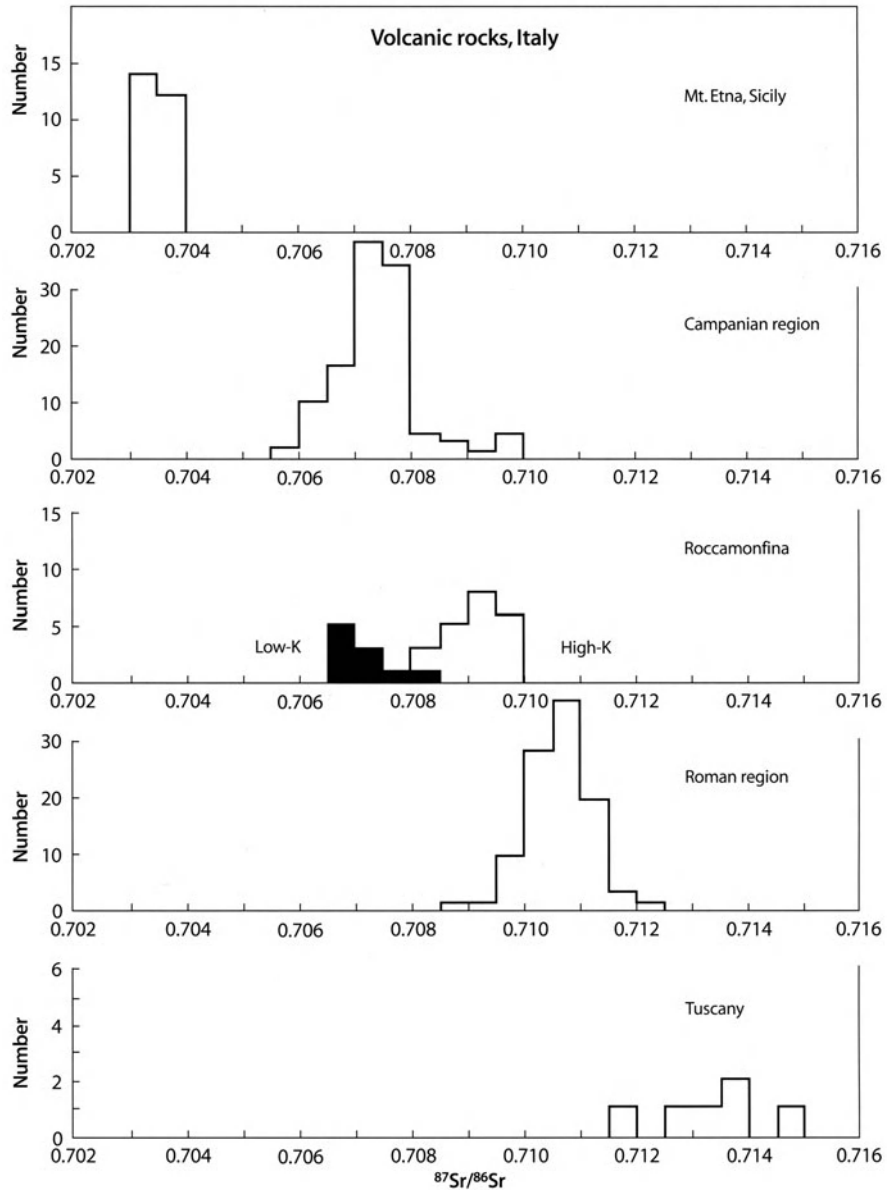 Volcanic rocks, Italy
Number
15
10
5
0
Mt. Etna, Sicily
0.702 0.704 0.706 0.708 0.710 0.712 0.714 0.716
Number
30
20
10
0
Campanian region
0.702 0.704 0.706 0.708 0.710 0.712 0.714 0.716
Number
15
10
5
0
Roccamonfina
Low-K High-K
0.702 0.704 0.706 0.708 0.710 0.712 0.714 0.716
Number
30
20
10
0
Roman region
0.702 0.704 0.706 0.708 0.710 0.712 0.714 0.716
Number
6
4
2
0
Tuscany
0.702 0.704 0.706 0.708 0.710 0.712 0.714 0.716
⁸⁷Sr/⁸⁶Sr